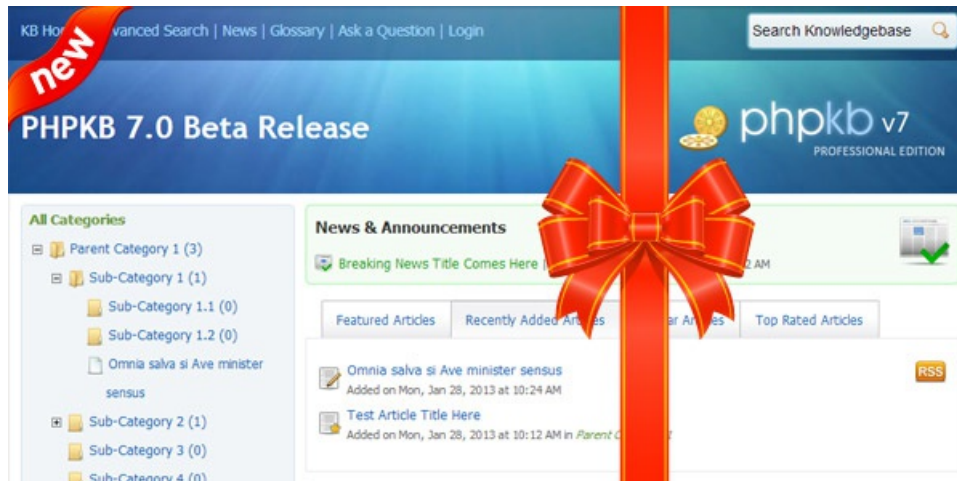 KB Ho vanced Search | News | Glossary | Ask a Question | Login
Search Knowledgebase
new
PHPKB 7.0 Beta Release
phpkb v7
PROFESSIONAL EDITION
All Categories
Parent Category 1 (3)
Sub-Category 1 (1)
Sub-Category 1.1 (0)
Sub-Category 1.2 (0)
Omnia salva si Ave minister
sensus
Sub-Category 2 (1)
Sub-Category 3 (0)
Sub-Category 4 (0)
News & Announcements
Breaking News Title Comes Here | 2 AM
Featured Articles
Recently Added Articles
Top Rated Articles
Omnia salva si Ave minister sensus
Added on Mon, Jan 28, 2013 at 10:24 AM
RSS
Test Article Title Here
Added on Mon, Jan 28, 2013 at 10:12 AM in Parent